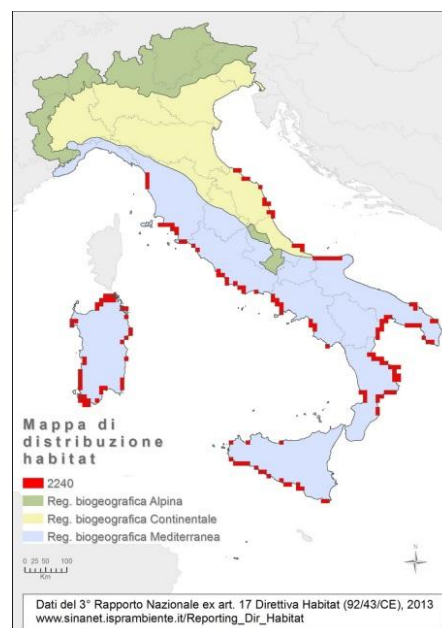 Mappa di
distribuzione
habitat
2240
Reg. biogeografica Alpina
Reg. biogeografica Continentale
Reg. biogeografica Mediterranea
0 25 50 100
Km
Dati del 3° Rapporto Nazionale ex art. 17 Direttiva Habitat (92/43/CE), 2013
www.sinanet.isprambiente.it/Reporting_Dir_Habitat